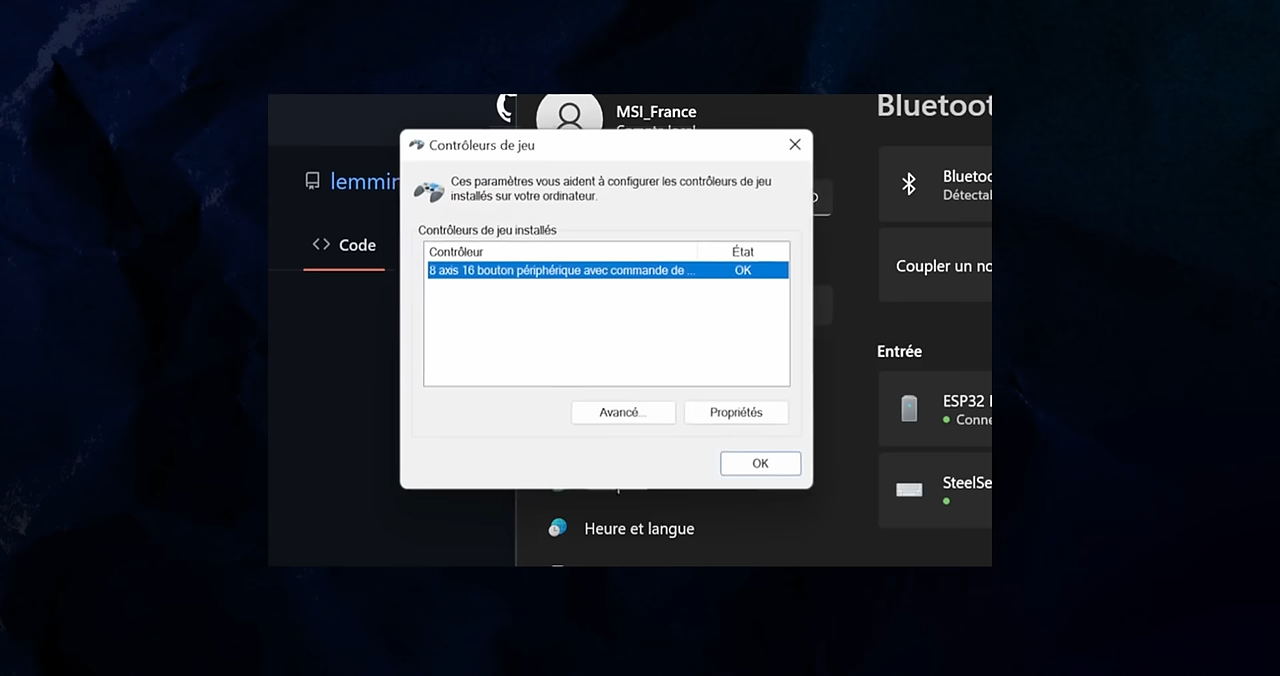 MSI_France
Bluetoot
Contrôleurs de jeu
Ces paramètres vous aident à configurer les contrôleurs de jeu
installés sur votre ordinateur.
lemmin
Bluetoo
Détectal
Code
Contrôleurs de jeu installés
Contrôleur État
8 axis 16 bouton périphérique avec commande de ... OK
Coupler un no
Entrée
ESP32
Conne
Avancé... Propriétés
OK
SteelSe
Heure et langue